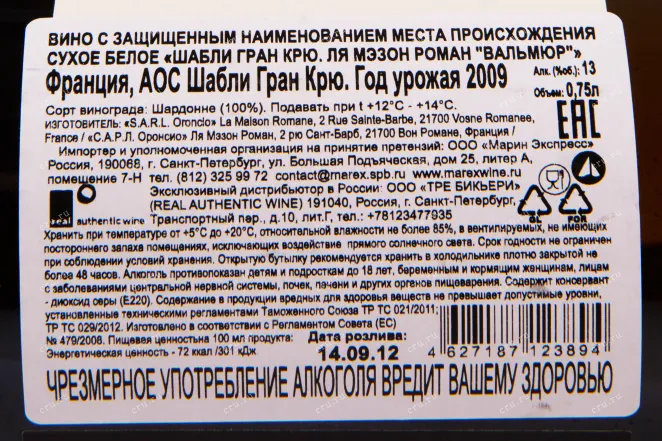 ВИНО С ЗАЩИЩЕННЫМ НАИМЕНОВАНИЕМ МЕСТА ПРОИСХОЖДЕНИЯ
СУХОЕ БЕЛОЕ «ШАБЛИ ГРАН КРЮ. ЛЯ МЭЗОН РОМАН "ВАЛЬМЮР"»
Франция, АОС Шабли Гран Крю. Год урожая 2009
Алк. (%об.): 13
Объем: 0,75л
Сорт винограда: Шардонне (100%). Подавать при t +12°C - +14°C.
ИЗГОТОВИТЕЛЬ: «S.A.R.L. Oroncio» La Maison Romane, 2 Rue Sainte-Barbe, 21700 Vosne Romanee,
France / «С.А.Р.Л. Оронсио» Ля Мэзон Роман, 2 рю Сант-Барб, 21700 Вон Романе, Франция /
EAC
Импортер и уполномоченная организация на принятие претензий: ООО «Марин Экспресс»
Россия, 190068, г. Санкт-Петербург, ул. Большая Подъяческая, дом 25, литер А,
помещение 7-Н тел. (812) 325 99 72 contact@marex.spb.ru www.marexwine.ru
Эксклюзивный дистрибьютор в России: ООО «ТРЕ БИКЬЕРИ»
(REAL AUTHENTIC WINE) 191040, Россия, г. Санкт-Петербург,
real authentic wine Транспортный пер., д.10, лит.Г, тел.: +78123477935
GL
FOR
Хранить при температуре от +5°C до +20°C, относительной влажности не более 85%, в вентилируемых, не имеющих
постороннего запаха помещениях, исключающих воздействие прямого солнечного света. Срок годности не ограничен
при соблюдении условий хранения. Открытую бутылку рекомендуется хранить в холодильнике плотно закрытой не
более 48 часов. Алкоголь противопоказан детям и подросткам до 18 лет, беременным и кормящим женщинам, лицам
с заболеваниями центральной нервной системы, почек, печени и других органов пищеварения. Содержит консервант
- диоксид серы (Е220). Содержание в продукции вредных для здоровья веществ не превышает допустимые уровни,
установленные техническими регламентами Таможенного Союза ТР ТС 021/2011;
ТР ТС 029/2012. Изготовлено в соответствии с Регламентом Совета (ЕС)
№ 479/2008. Пищевая ценность 100 мл продукта:
Энергетическая ценность - 72 ккал /301 кДж
Дата розлива:
14.09.12
4 627187 123894
ЧРЕЗМЕРНОЕ УПОТРЕБЛЕНИЕ АЛКОГОЛЯ ВРЕДИТ ВАШЕМУ ЗДОРОВЬЮ